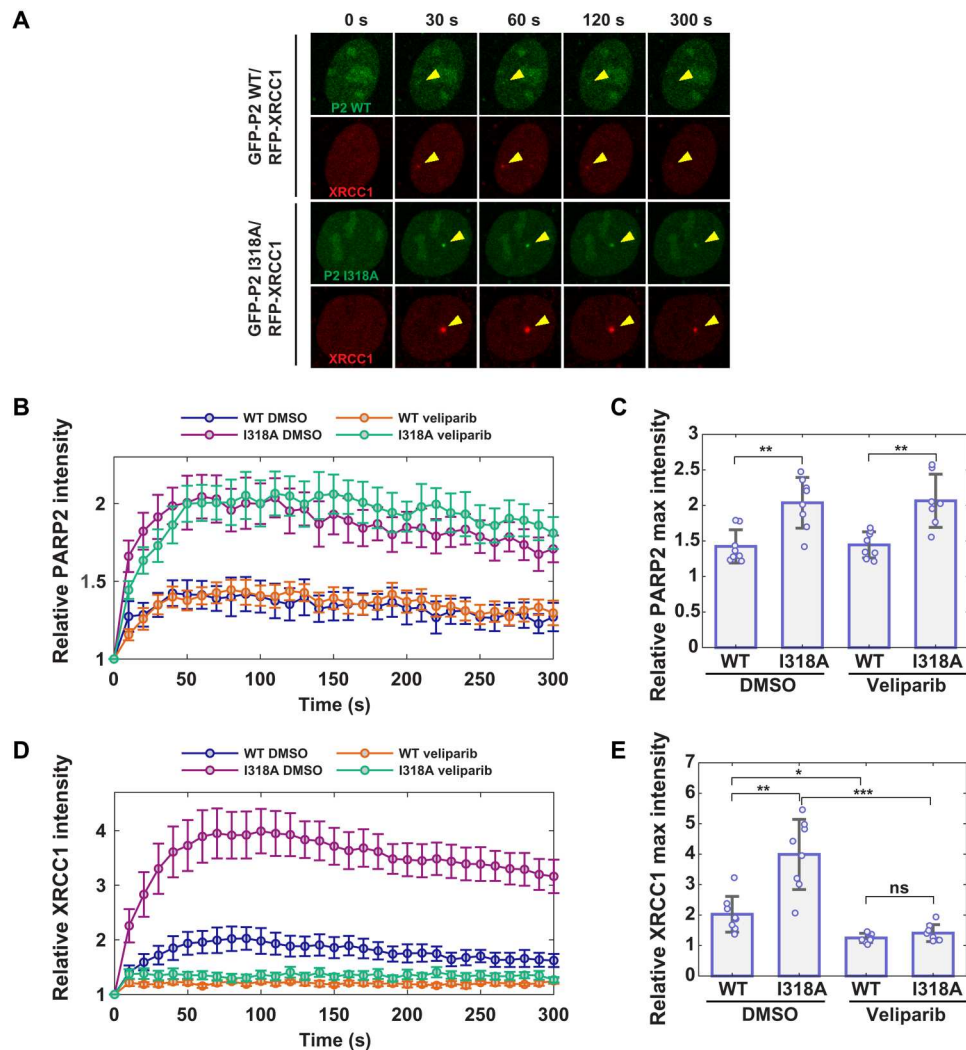 A
0 s 30 s 60 s 120 s 300 s
GFP-P2 WT/
RFP-XRCC1
P2 WT
XRCC1
GFP-P2 I318A/
RFP-XRCC1
P2 I318A
XRCC1
B
WT DMSO WT veliparib
I318A DMSO I318A veliparib
Relative PARP2 intensity
2
1.5
1
0 50 100 150 200 250 300
Time (s)
C
Relative PARP2 max intensity
3
2.5
2
1.5
1
0.5
0
** **
WT I318A WT I318A
DMSO Veliparib
D
WT DMSO WT veliparib
I318A DMSO I318A veliparib
Relative XRCC1 intensity
4
3
2
1
0 50 100 150 200 250 300
Time (s)
E
Relative XRCC1 max intensity
7
6
5
4
3
2
1
0
*
** ***
ns
WT I318A WT I318A
DMSO Veliparib